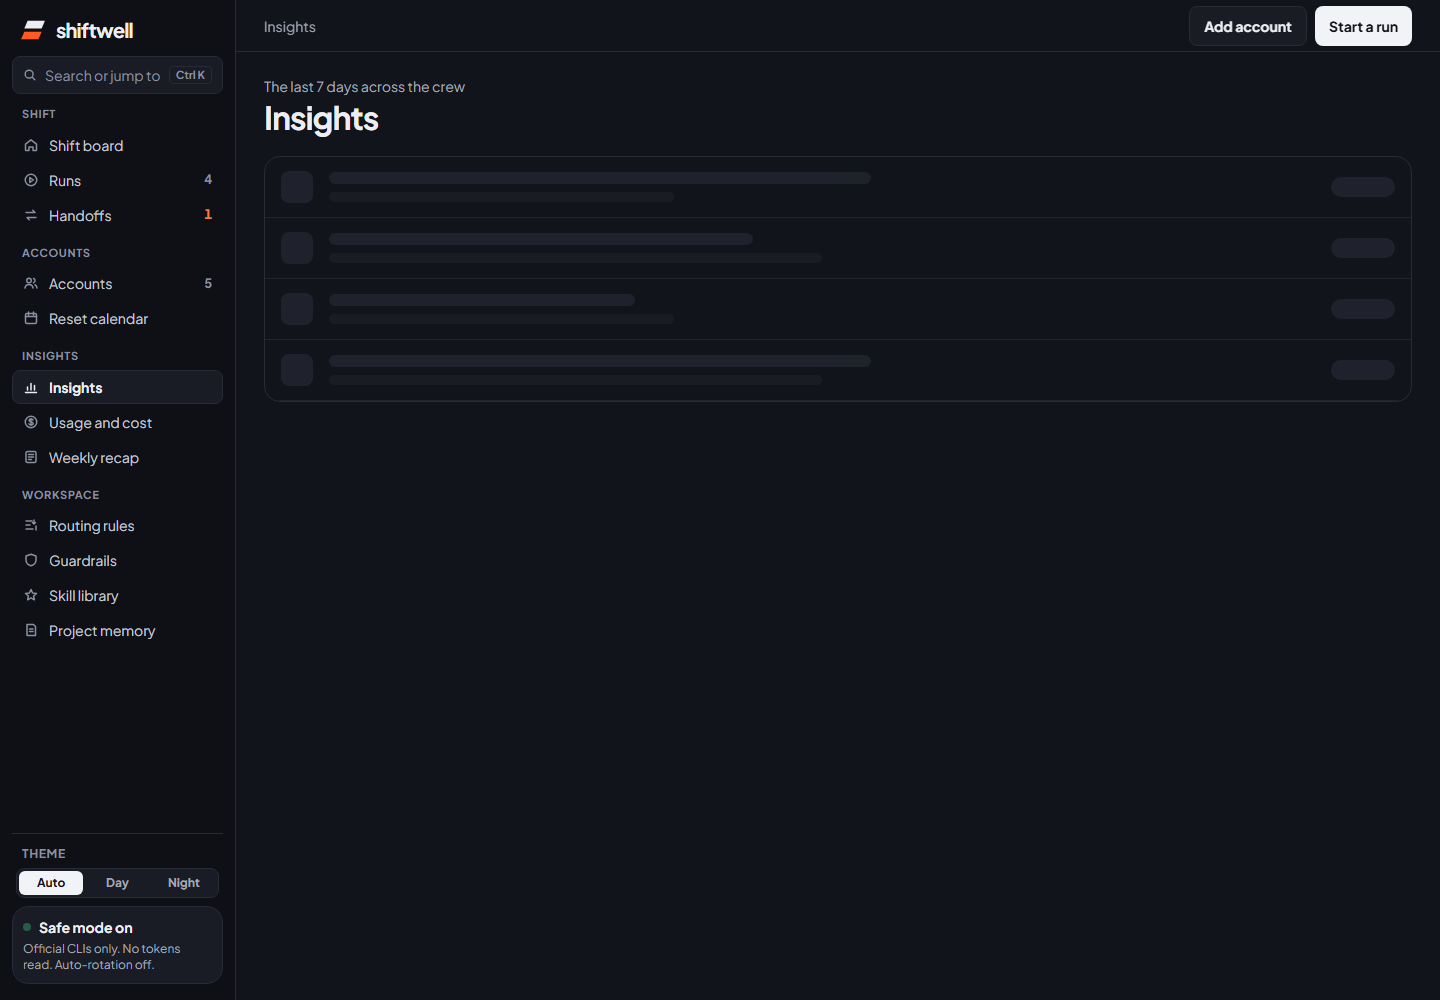 shiftwell
Search or jump to
Ctrl K
SHIFT
Shift board
Runs
4
Handoffs
1
ACCOUNTS
Accounts
5
Reset calendar
INSIGHTS
Insights
Usage and cost
Weekly recap
WORKSPACE
Routing rules
Guardrails
Skill library
Project memory
THEME
Auto
Day
Night
Safe mode on
Official CLIs only. No tokens
read. Auto-rotation off.
Insights
Add account
Start a run
The last 7 days across the crew
Insights